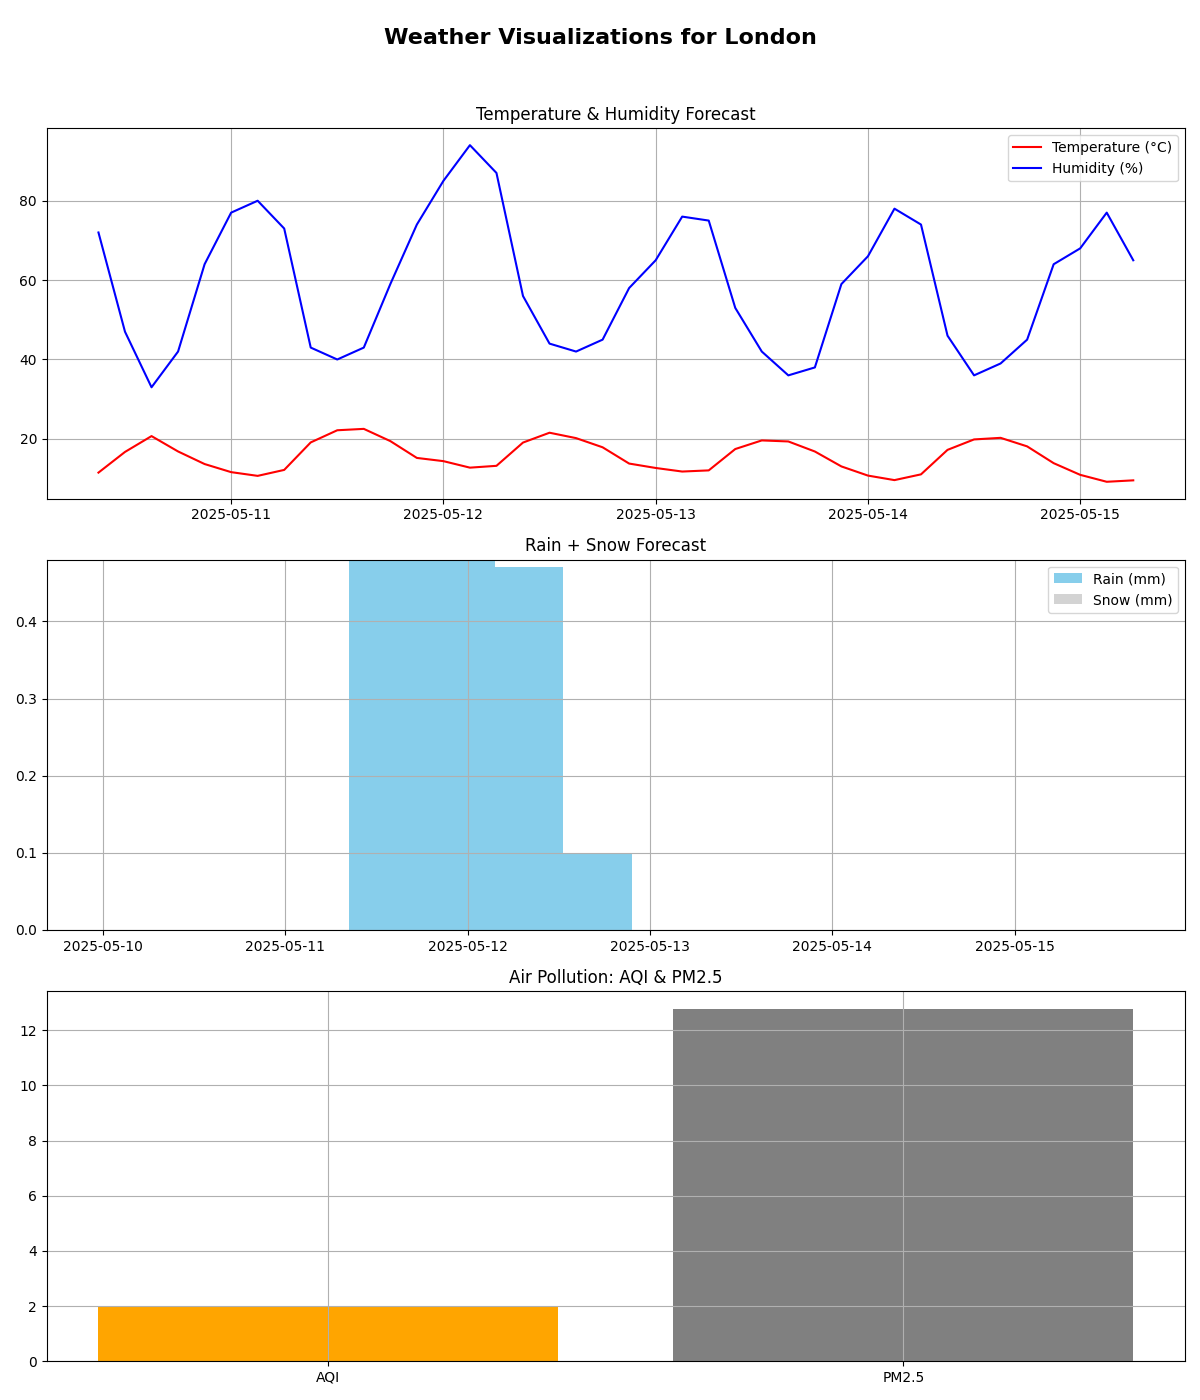 Weather Visualizations for London
Temperature & Humidity Forecast
Temperature (°C)
Humidity (%)
80
60
40
20
2025-05-11 2025-05-12 2025-05-13 2025-05-14 2025-05-15
Rain + Snow Forecast
Rain (mm)
Snow (mm)
0.4
0.3
0.2
0.1
0.0
2025-05-10 2025-05-11 2025-05-12 2025-05-13 2025-05-14 2025-05-15
Air Pollution: AQI & PM2.5
12
10
8
6
4
2
0
AQI PM2.5